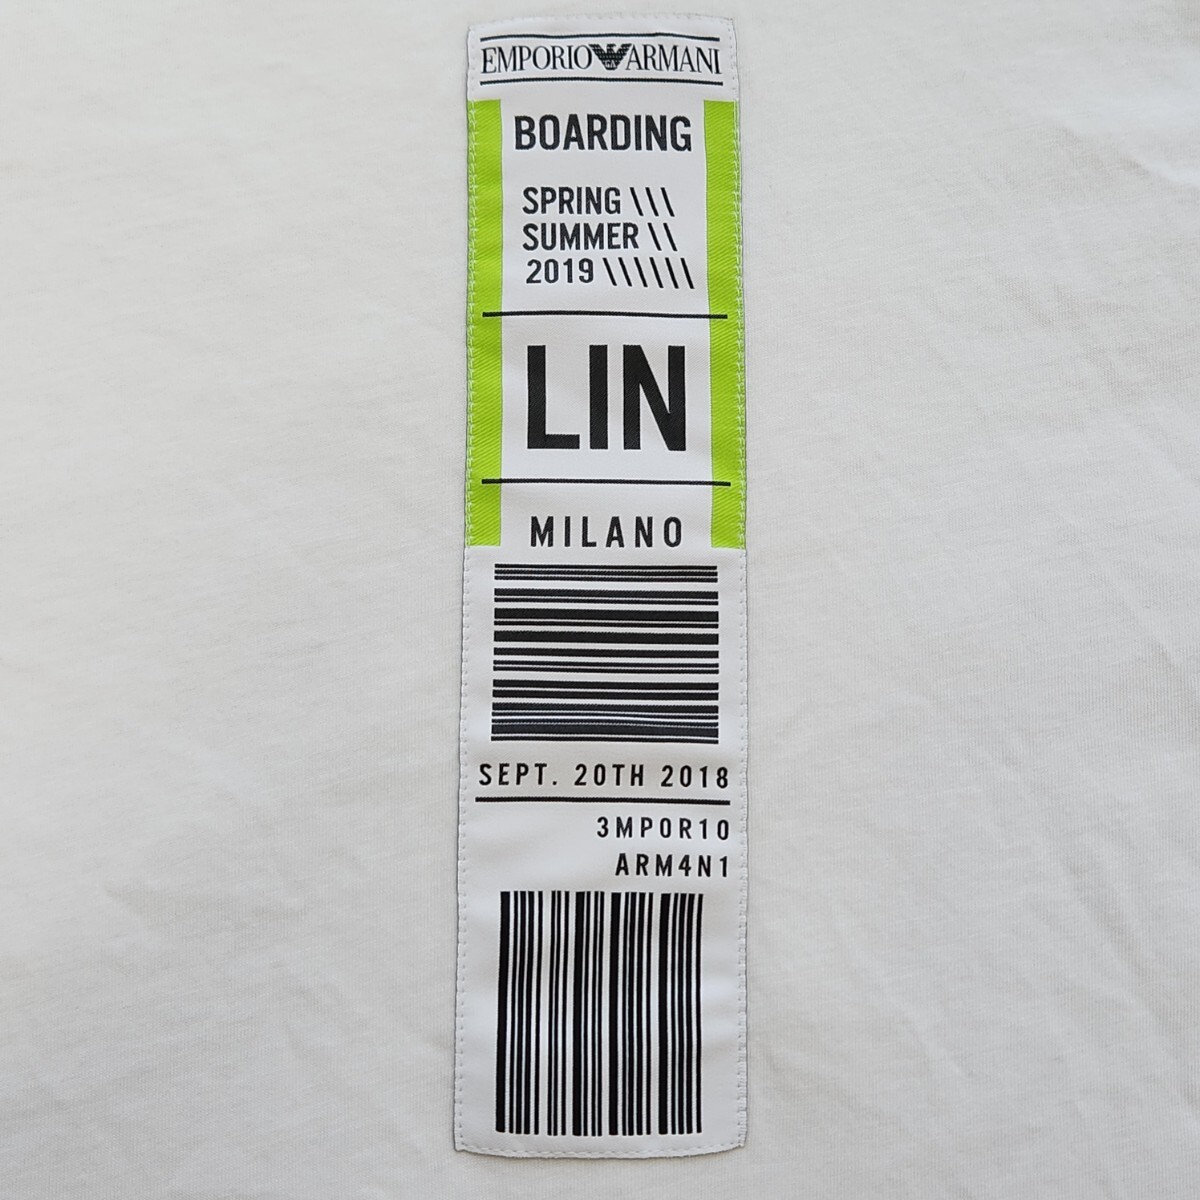 EMPORIO ARMANI
BOARDING
SPRING \\\
SUMMER \\
2019 \\\\\\
LIN
MILANO
SEPT. 20TH 2018
3MP0R10
ARM4N1